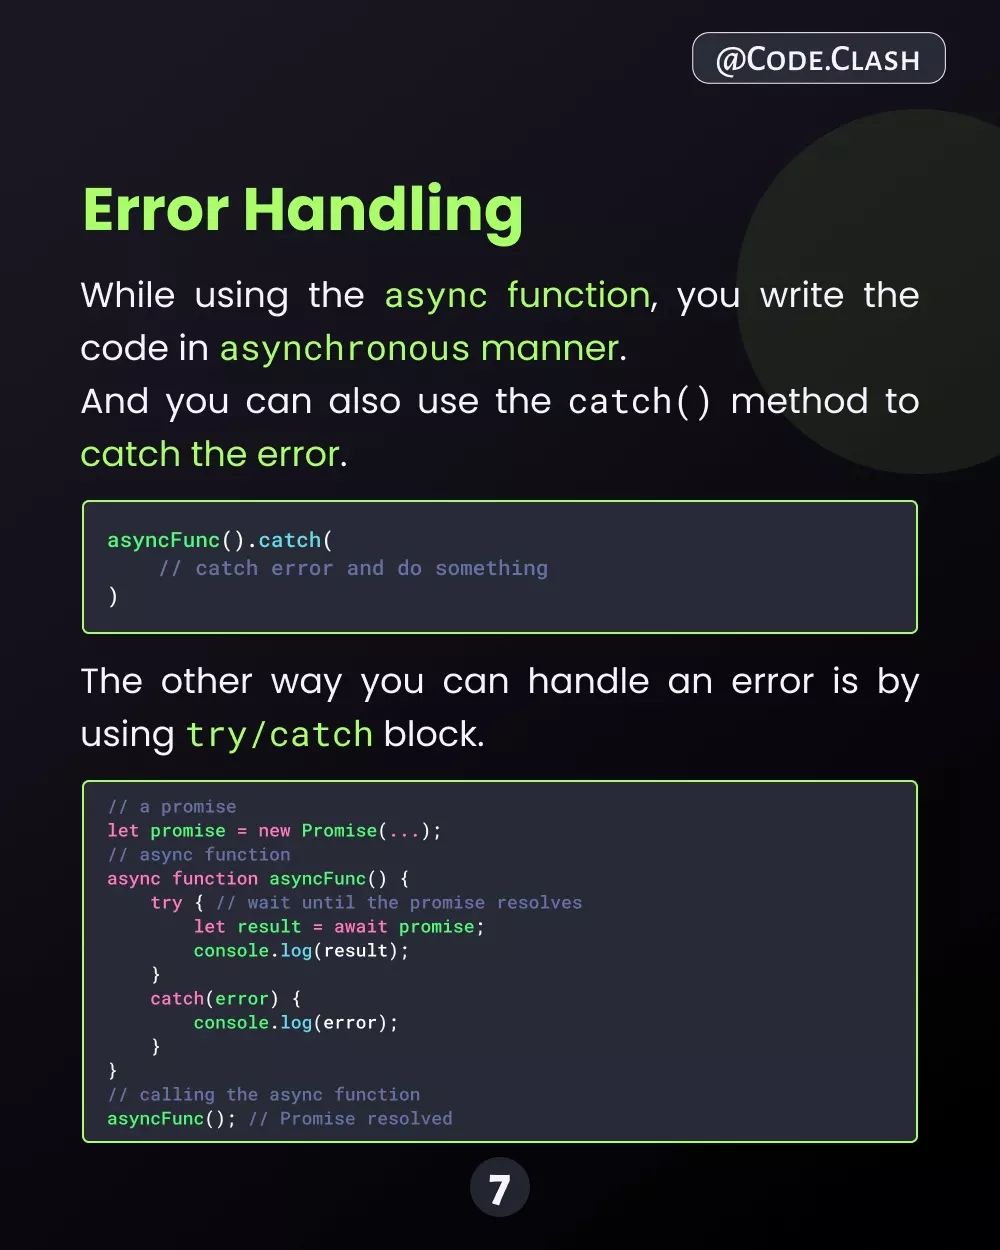 @Code.Clash
Error Handling
While using the async function, you write the
code in asynchronous manner.
And you can also use the catch() method to
catch the error.
asyncFunc().catch(
    // catch error and do something
)
The other way you can handle an error is by
using try/catch block.
// a promise
let promise = new Promise(...);
// async function
async function asyncFunc() {
    try { // wait until the promise resolves
        let result = await promise;
        console.log(result);
    }
    catch(error) {
        console.log(error);
    }
}
// calling the async function
asyncFunc(); // Promise resolved
7